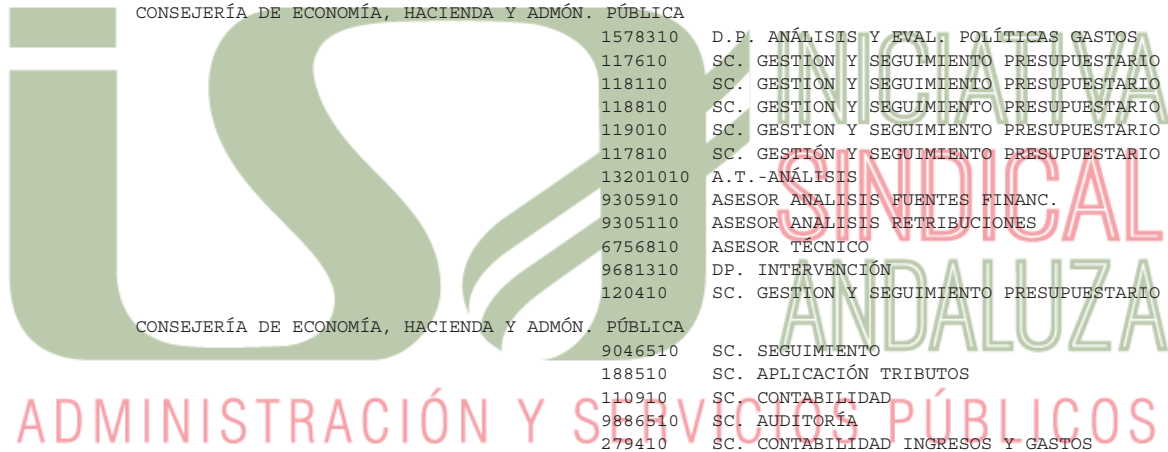 CONSEJERÍA DE ECONOMÍA, HACIENDA Y ADMÓN. PÚBLICA
1578310 D.P. ANÁLISIS Y EVAL. POLÍTICAS GASTOS
117610 SC. GESTION Y SEGUIMIENTO PRESUPUESTARIO
118110 SC. GESTION Y SEGUIMIENTO PRESUPUESTARIO
118810 SC. GESTION Y SEGUIMIENTO PRESUPUESTARIO
119010 SC. GESTION Y SEGUIMIENTO PRESUPUESTARIO
117810 SC. GESTIÓN Y SEGUIMIENTO PRESUPUESTARIO
13201010 A.T.-ANÁLISIS
9305910 ASESOR ANALISIS FUENTES FINANC.
9305110 ASESOR ANALISIS RETRIBUCIONES
6756810 ASESOR TÉCNICO
9681310 DP. INTERVENCIÓN
120410 SC. GESTION Y SEGUIMIENTO PRESUPUESTARIO
CONSEJERÍA DE ECONOMÍA, HACIENDA Y ADMÓN. PÚBLICA
9046510 SC. SEGUIMIENTO
188510 SC. APLICACIÓN TRIBUTOS
110910 SC. CONTABILIDAD
9886510 SC. AUDITORÍA
279410 SC. CONTABILIDAD INGRESOS Y GASTOS
isa
INICIATIVA
SINDICAL
ANDALUZA
ADMINISTRACIÓN Y SERVICIOS PÚBLICOS